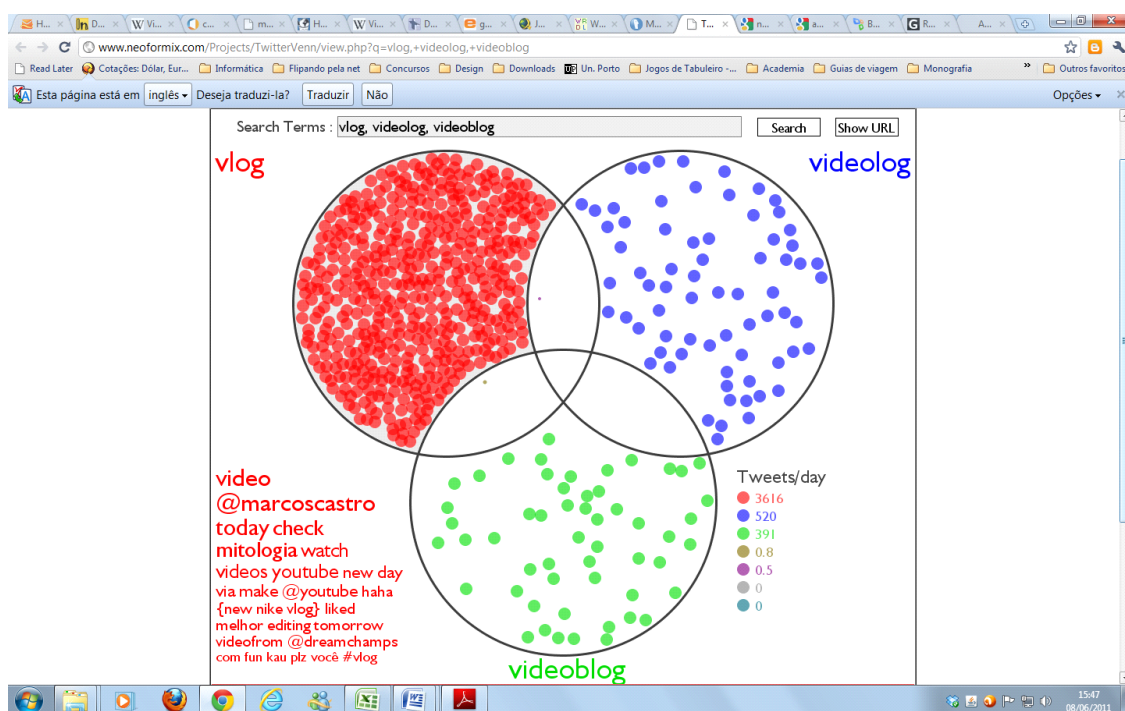 H...
D...
Vi...
c...
m...
H...
Vi...
D...
g...
J...
W...
M...
T...
n...
a...
B...
R...
A...
www.neoformix.com/Projects/TwitterVenn/view.php?q=vlog,+videolog,+videoblog
Read Later Cotações: Dólar, Eur... Informática Flipando pela net Concursos Design Downloads Un. Porto Jogos de Tabuleiro -... Academia Guias de viagem Monografia » Outros favoritos
Esta página está em inglês Deseja traduzi-la? Traduzir Não Opções
Search Terms : vlog, videolog, videoblog Search Show URL
vlog
videolog
video
@marcoscastro
today check
mitologia watch
videos youtube new day
via make @youtube haha
{new nike vlog} liked
melhor editing tomorrow
videofrom @dreamchamps
com fun kau plz você #vlog
Tweets/day
3616
520
391
0.8
0.5
0
0
videoblog
15:47
08/06/2011